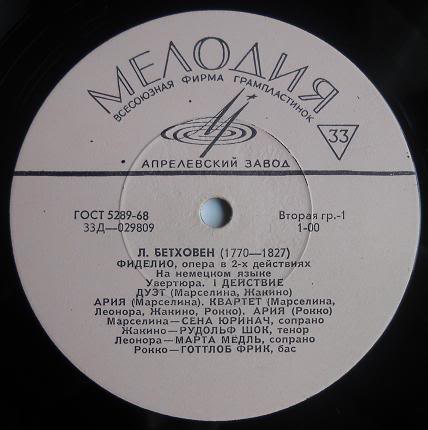 МЕЛОДИЯ
ВСЕСОЮЗНАЯ ФИРМА ГРАМПЛАСТИНОК
33
АПРЕЛЕВСКИЙ ЗАВОД
ГОСТ 5289-68
Вторая гр.-1
33Д—029809
1-00
Л. БЕТХОВЕН (1770—1827)
ФИДЕЛИО, опера в 2-х действиях
На немецком языке
Увертюра. I ДЕЙСТВИЕ
ДУЭТ (Марселина, Жакино)
АРИЯ (Марселина). КВАРТЕТ (Марселина,
Леонора, Жакино, Рокко). АРИЯ (Рокко)
Марселина—СЕНА ЮРИНАЧ, сопрано
Жакино—РУДОЛЬФ ШОК, тенор
Леонора—МАРТА МЕДЛЬ, сопрано
Рокко—ГОТТЛОБ ФРИК, бас